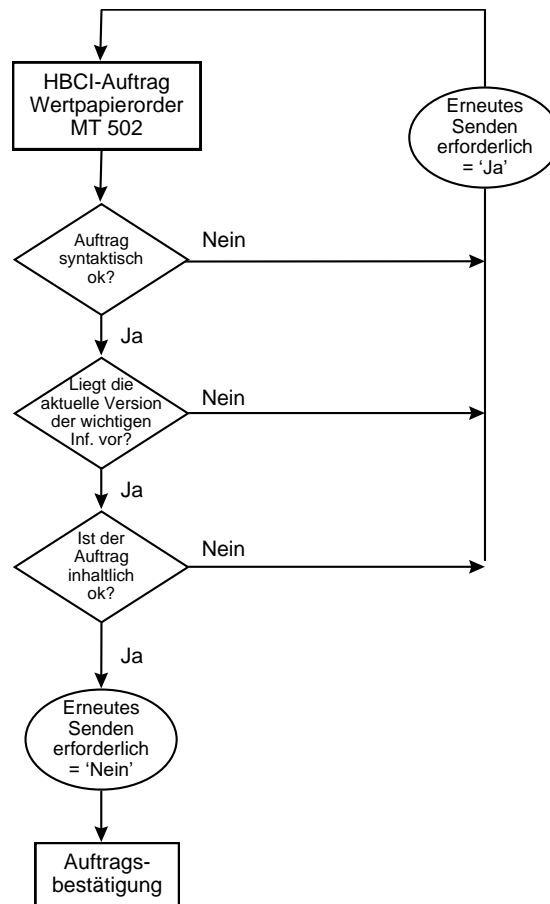 HBCI-Auftrag
Wertpapierorder
MT 502
Erneutes
Senden
erforderlich
= ‘Ja’
Auftrag
syntaktisch
ok?
Nein
Ja
Liegt die
aktuelle Version
der wichtigen
Inf. vor?
Nein
Ja
Ist der
Auftrag
inhaltlich
ok?
Nein
Ja
Erneutes
Senden
erforderlich
= ‘Nein’
Auftrags-
bestätigung